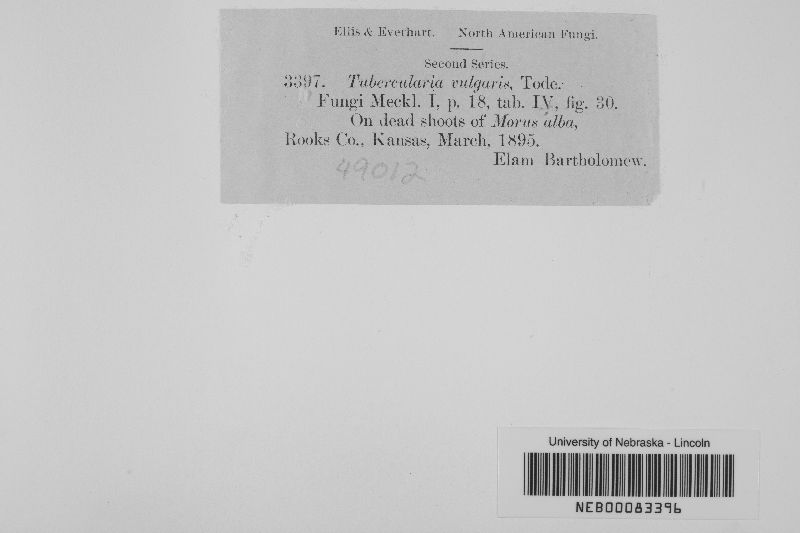 Ellis & Everhart. North American Fungi.
Second Series.
3397. Tubercularia vulgaris, Tode.
Fungi Meckl. I, p. 18, tab. IV, fig. 30.
On dead shoots of Morus alba,
Rooks Co., Kansas, March, 1895.
Elam Bartholomew.
49012
University of Nebraska - Lincoln
NEB00083396